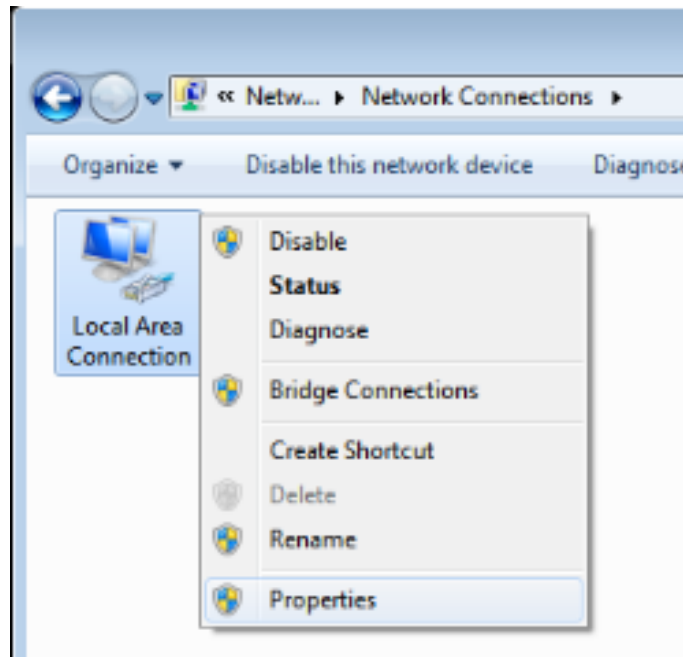 « Netw... ▸ Network Connections ▸
Organize ▾ Disable this network device Diagnose
Local Area
Connection
Disable
Status
Diagnose
Bridge Connections
Create Shortcut
Delete
Rename
Properties